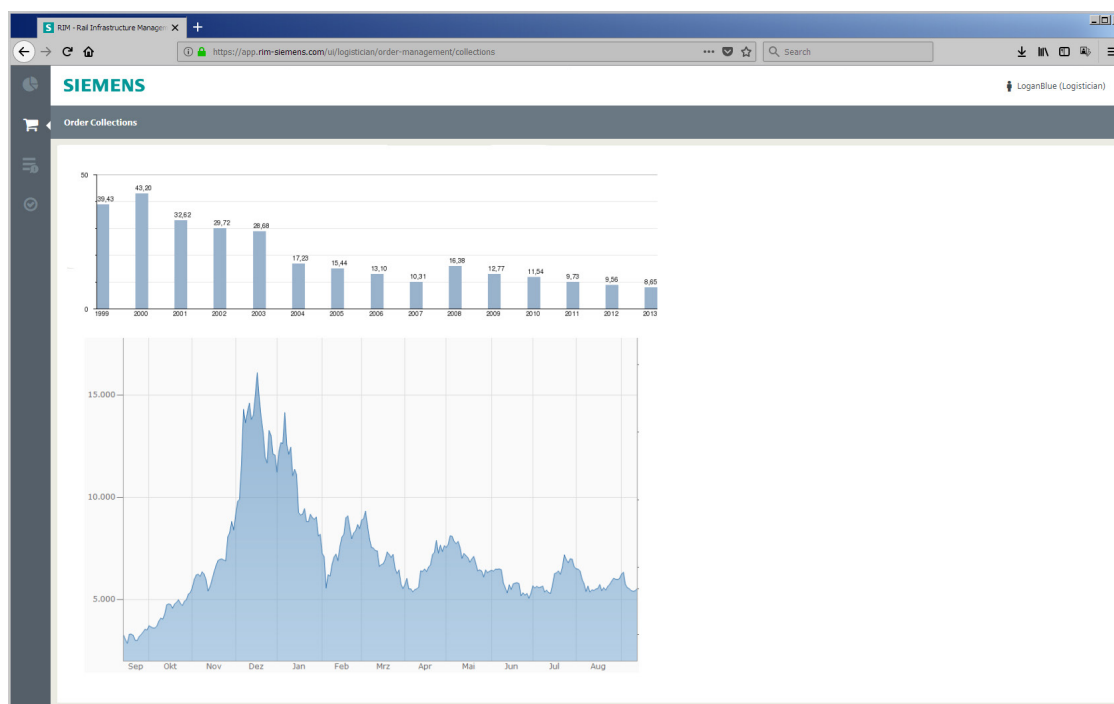 RIM - Rail Infrastructure Managem
https://app.rim-siemens.com/ui/logistician/order-management/collections
Search
SIEMENS
LoganBlue (Logistician)
Order Collections
50
43,20
39,43
32,62
29,72
28,68
17,23
15,44
13,10
10,31
16,38
12,77
11,54
9,73
9,56
8,65
0
1999 2000 2001 2002 2003 2004 2005 2006 2007 2008 2009 2010 2011 2012 2013
15.000
10.000
5.000
Sep Okt Nov Dez Jan Feb Mrz Apr Mai Jun Jul Aug